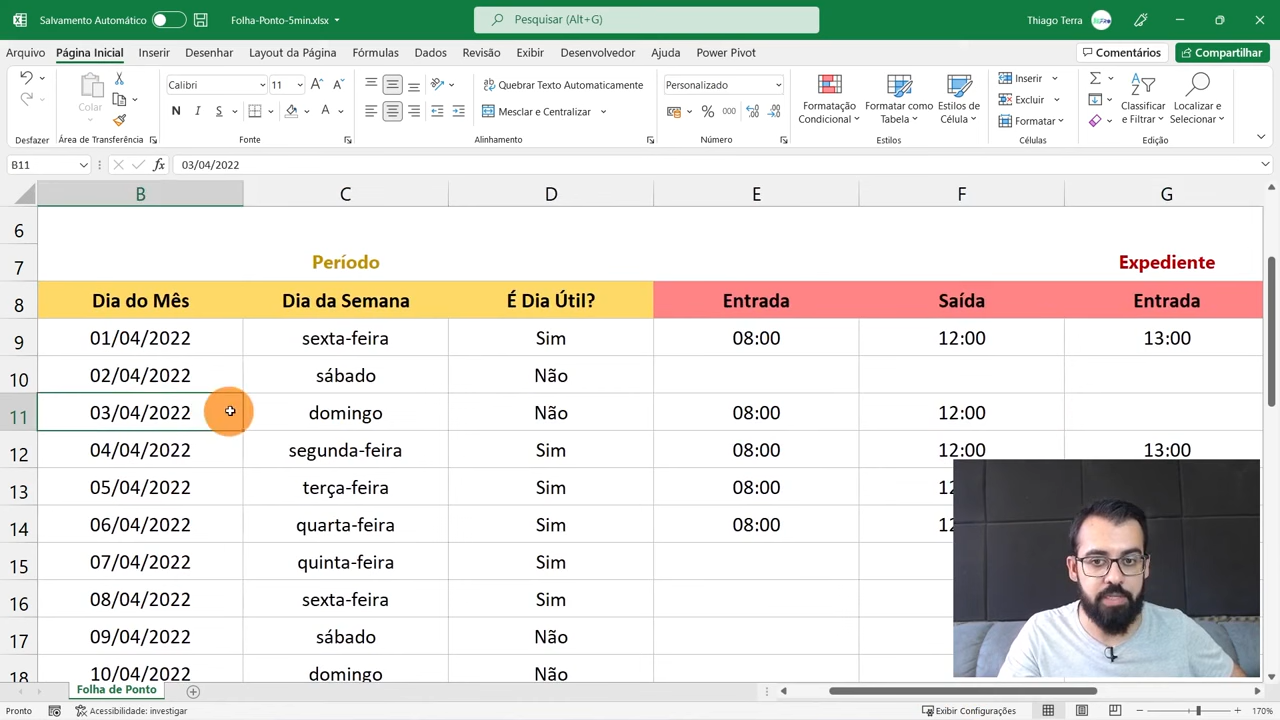 Salvamento Automático
Folha-Ponto-5min.xlsx
Pesquisar (Alt+G)
Thiago Terra
Arquivo Página Inicial Inserir Desenhar Layout da Página Fórmulas Dados Revisão Exibir Desenvolvedor Ajuda Power Pivot
Comentários
Compartilhar
Calibri 11
Quebrar Texto Automaticamente
Personalizado
Inserir
Colar
N I S
Mesclar e Centralizar
% 000
Formatação Condicional
Formatar como Tabela
Estilos de Célula
Excluir
Formatar
Classificar e Filtrar
Localizar e Selecionar
Desfazer Área de Transferência Fonte Alinhamento Número Estilos Células Edição
B11 fx 03/04/2022
B C D E F G
6
7 Período Expediente
8 Dia do Mês Dia da Semana É Dia Útil? Entrada Saída Entrada
9 01/04/2022 sexta-feira Sim 08:00 12:00 13:00
10 02/04/2022 sábado Não
11 03/04/2022 domingo Não 08:00 12:00
12 04/04/2022 segunda-feira Sim 08:00 12:00 13:00
13 05/04/2022 terça-feira Sim 08:00 12
14 06/04/2022 quarta-feira Sim 08:00 12
15 07/04/2022 quinta-feira Sim
16 08/04/2022 sexta-feira Sim
17 09/04/2022 sábado Não
18 10/04/2022 domingo Não
Folha de Ponto
Pronto Acessibilidade: investigar Exibir Configurações 170%